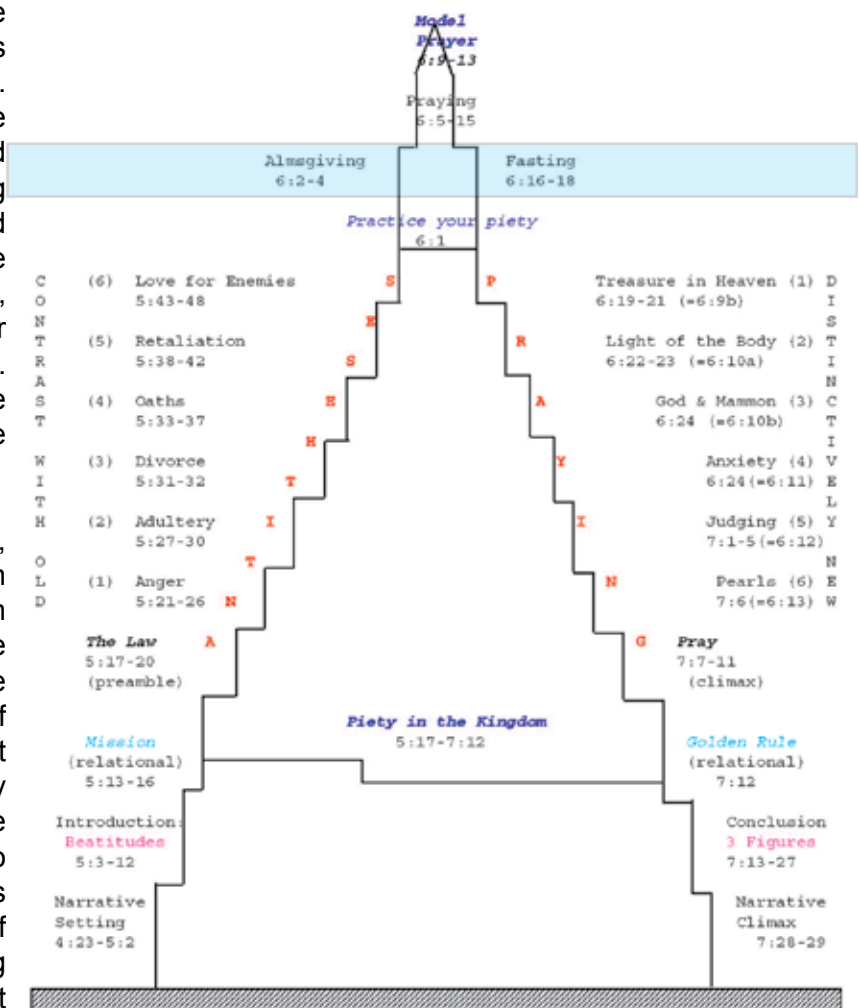 Model
Prayer
6:9-13
Praying
6:5-15
Almsgiving
6:2-4
Fasting
6:16-18
Practice your piety
6:1
CONTRAST WITH OLD
(6) Love for Enemies
5:43-48
(5) Retaliation
5:38-42
(4) Oaths
5:33-37
(3) Divorce
5:31-32
(2) Adultery
5:27-30
(1) Anger
5:21-26
ANTITHESES
The Law
5:17-20
(preamble)
Mission
(relational)
5:13-16
Introduction:
Beatitudes
5:3-12
Narrative
Setting
4:23-5:2
Piety in the Kingdom
5:17-7:12
PRAYING
Treasure in Heaven (1)
6:19-21 (=6:9b)
Light of the Body (2)
6:22-23 (=6:10a)
God & Mammon (3)
6:24 (=6:10b)
Anxiety (4)
6:24(=6:11)
Judging (5)
7:1-5(=6:12)
Pearls (6)
7:6(=6:13)
DISTINCTIVELY NEW
Pray
7:7-11
(climax)
Golden Rule
(relational)
7:12
Conclusion
3 Figures
7:13-27
Narrative
Climax
7:28-29